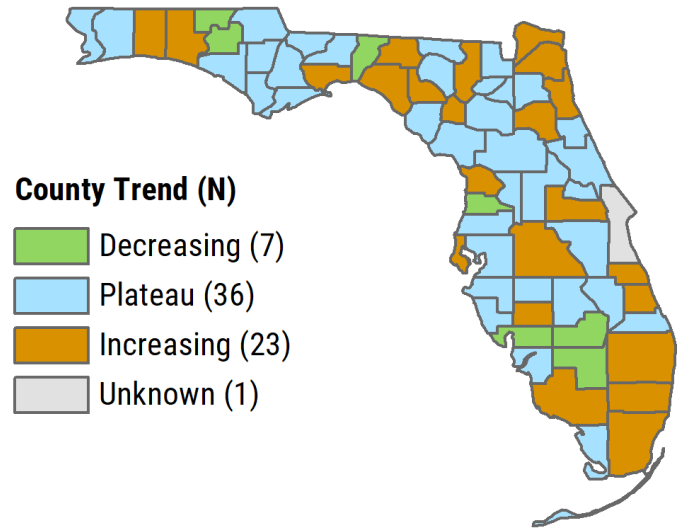 County Trend (N)
Decreasing (7)
Plateau (36)
Increasing (23)
Unknown (1)